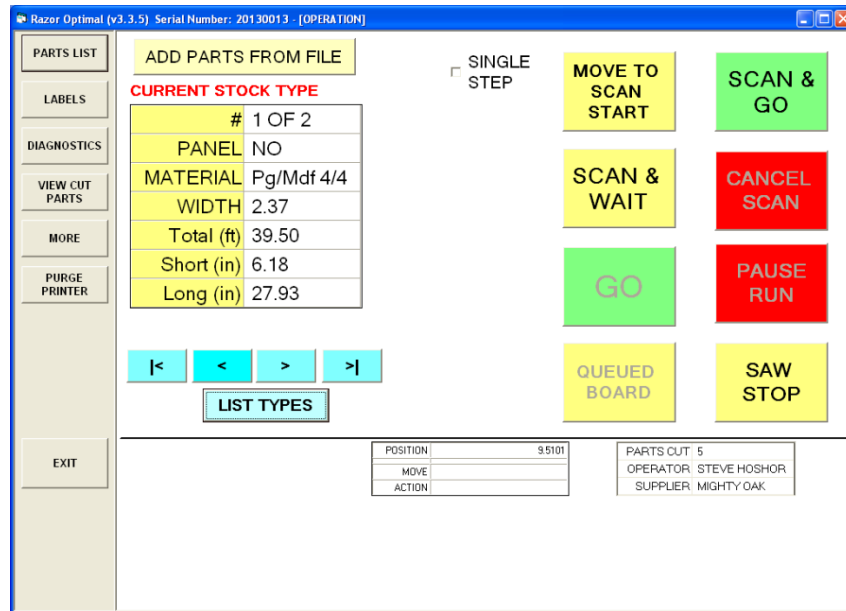 Razor Optimal (v3.3.5) Serial Number: 20130013 - [OPERATION]
PARTS LIST
LABELS
DIAGNOSTICS
VIEW CUT
PARTS
MORE
PURGE
PRINTER
EXIT
ADD PARTS FROM FILE
CURRENT STOCK TYPE
# 1 OF 2
PANEL NO
MATERIAL Pg/Mdf 4/4
WIDTH 2.37
Total (ft) 39.50
Short (in) 6.18
Long (in) 27.93
|< < > >|
LIST TYPES
SINGLE
STEP
MOVE TO
SCAN
START
SCAN &
GO
SCAN &
WAIT
CANCEL
SCAN
GO
PAUSE
RUN
QUEUED
BOARD
SAW
STOP
POSITION 9.5101
MOVE
ACTION
PARTS CUT 5
OPERATOR STEVE HOSHOR
SUPPLIER MIGHTY OAK